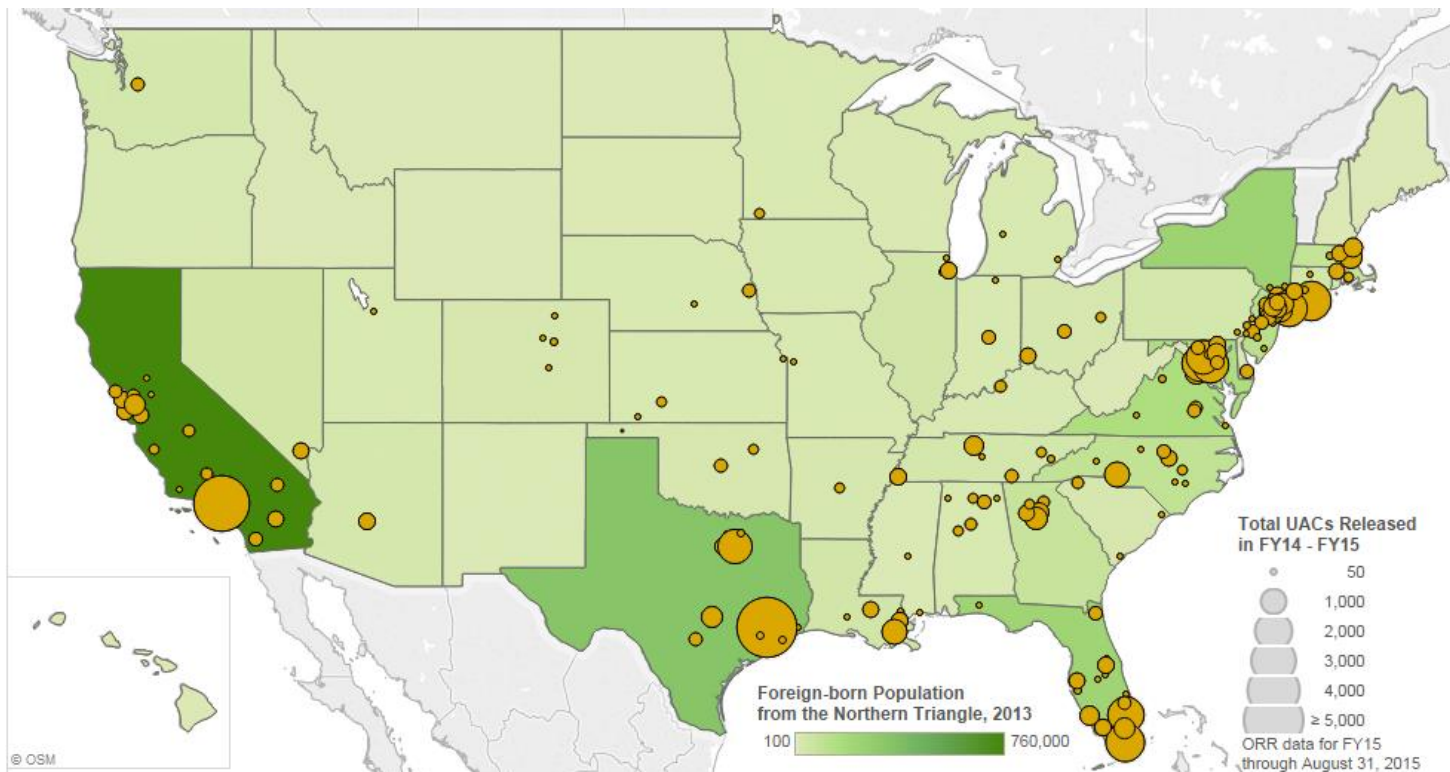 Total UACs Released
in FY14 - FY15
50
1,000
2,000
3,000
4,000
≥ 5,000
ORR data for FY15
through August 31, 2015
Foreign-born Population
from the Northern Triangle, 2013
100 760,000
© OSM